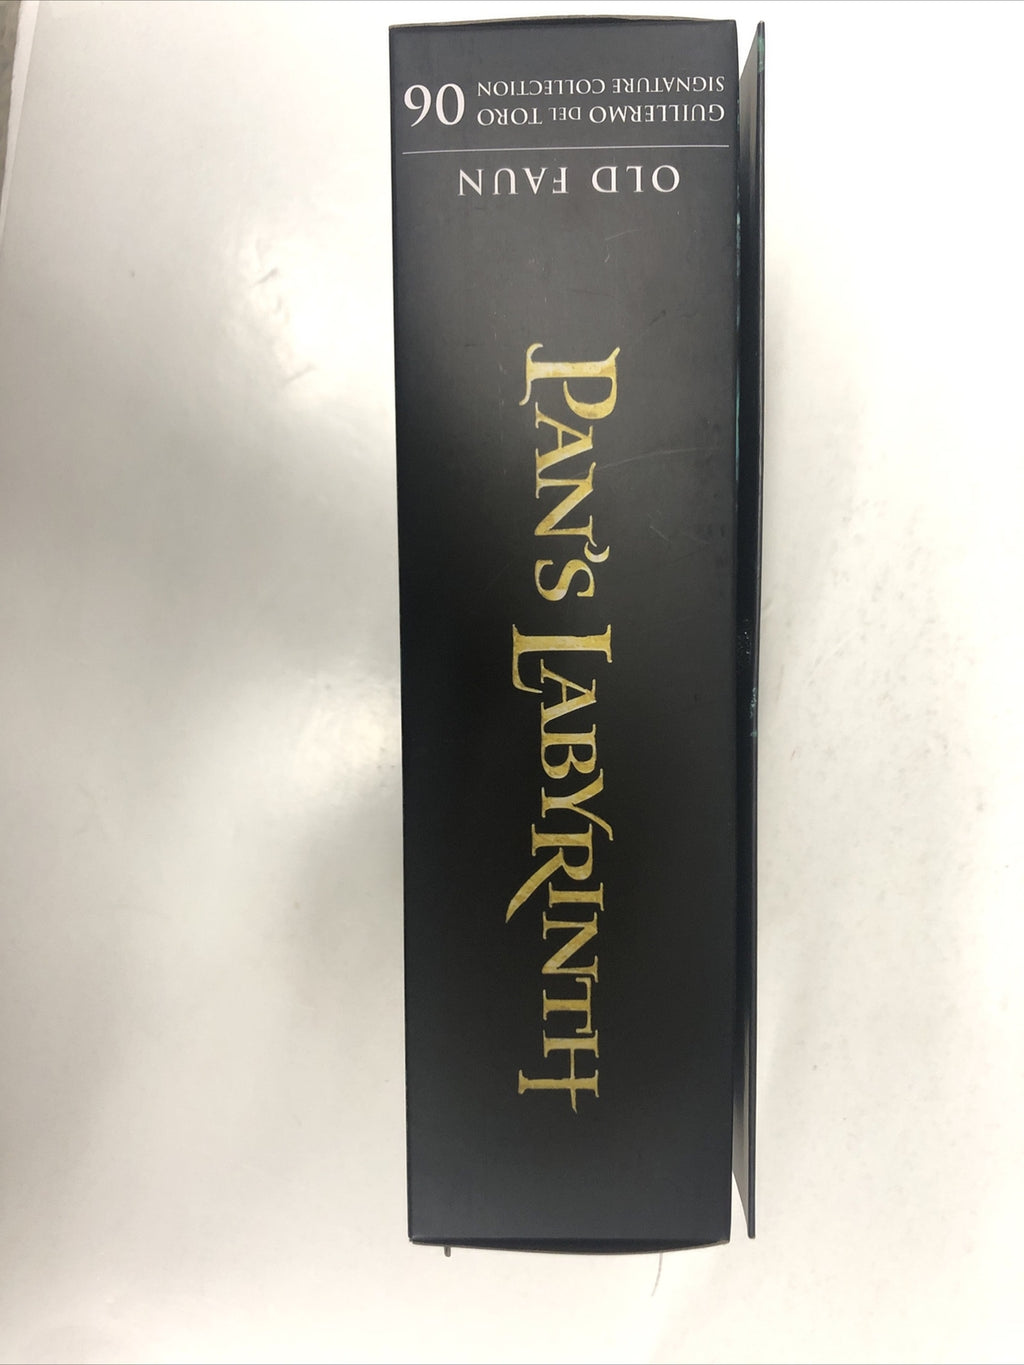 PAN'S LABYRINTH
OLD FAUN
GUILLERMO DEL TORO
SIGNATURE COLLECTION
06